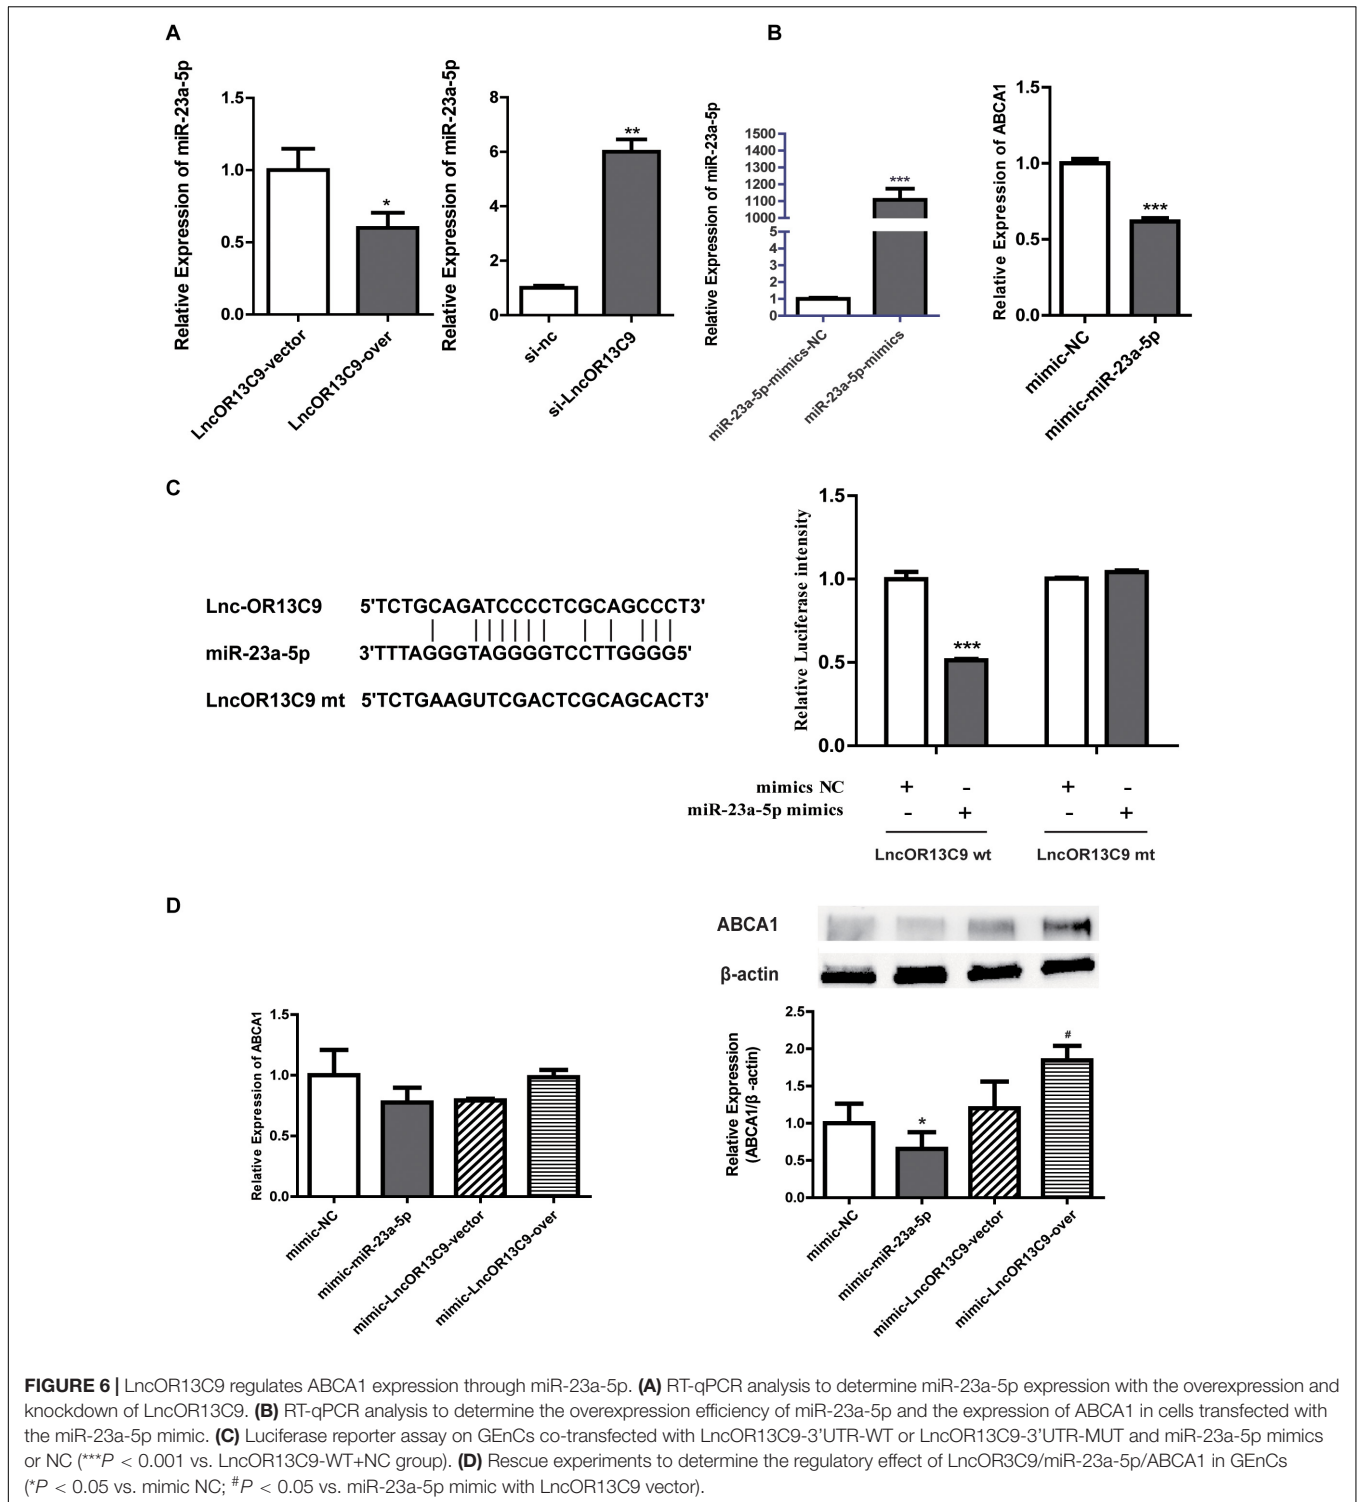 A
B
Relative Expression of miR-23a-5p
1.5
1.0
0.5
0.0
*
LncOR13C9-vector
LncOR13C9-over
Relative Expression of miR-23a-5p
8
6
4
2
0
**
si-nc
si-LncOR13C9
Relative Expression of miR-23a-5p
1500
1400
1300
1200
1100
1000
5
4
3
2
1
0
***
miR-23a-5p-mimics-NC
miR-23a-5p-mimics
Relative Expression of ABCA1
1.5
1.0
0.5
0.0
***
mimic-NC
mimic-miR-23a-5p
C
Lnc-OR13C9 5'TCTGCAGATCCCCTCGCAGCCCT3'
miR-23a-5p 3'TTTAGGGTAGGGGTCCTTGGGG5'
LncOR13C9 mt 5'TCTGAAGUTCGACTCGCAGCACT3'
Relative Luciferase intensity
1.5
1.0
0.5
0.0
***
mimics NC + - + -
miR-23a-5p mimics - + - +
LncOR13C9 wt LncOR13C9 mt
D
Relative Expression of ABCA1
1.5
1.0
0.5
0.0
mimic-NC
mimic-miR-23a-5p
mimic-LncOR13C9-vector
mimic-LncOR13C9-over
ABCA1
β-actin
Relative Expression
(ABCA1/β -actin)
2.5
2.0
1.5
1.0
0.5
0.0
*
#
mimic-NC
mimic-miR-23a-5p
mimic-LncOR13C9-vector
mimic-LncOR13C9-over
FIGURE 6 | LncOR13C9 regulates ABCA1 expression through miR-23a-5p. (A) RT-qPCR analysis to determine miR-23a-5p expression with the overexpression and
knockdown of LncOR13C9. (B) RT-qPCR analysis to determine the overexpression efficiency of miR-23a-5p and the expression of ABCA1 in cells transfected with
the miR-23a-5p mimic. (C) Luciferase reporter assay on GEnCs co-transfected with LncOR13C9-3'UTR-WT or LncOR13C9-3'UTR-MUT and miR-23a-5p mimics
or NC (***P < 0.001 vs. LncOR13C9-WT+NC group). (D) Rescue experiments to determine the regulatory effect of LncOR3C9/miR-23a-5p/ABCA1 in GEnCs
(*P < 0.05 vs. mimic NC; #P < 0.05 vs. miR-23a-5p mimic with LncOR13C9 vector).